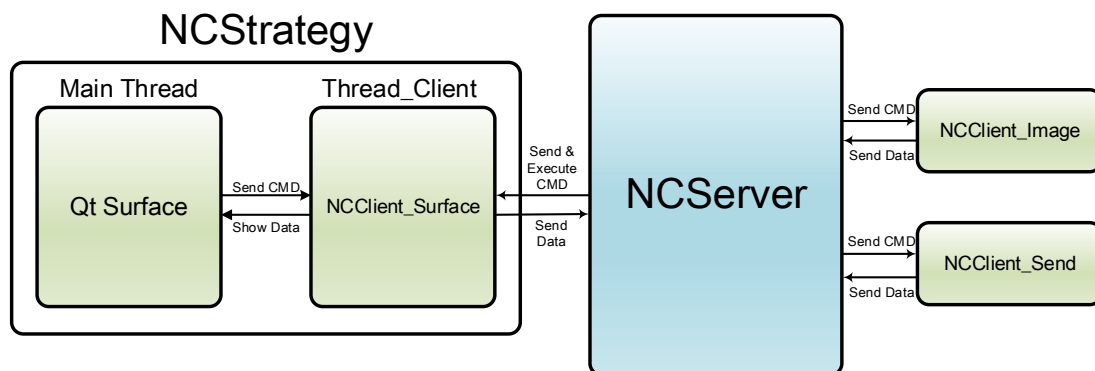 NCStrategy
Main Thread
Thread_Client
Qt Surface
Send CMD
Show Data
NCClient_Surface
Send &
Execute
CMD
Send
Data
NCServer
Send CMD
Send Data
NCClient_Image
Send CMD
Send Data
NCClient_Send